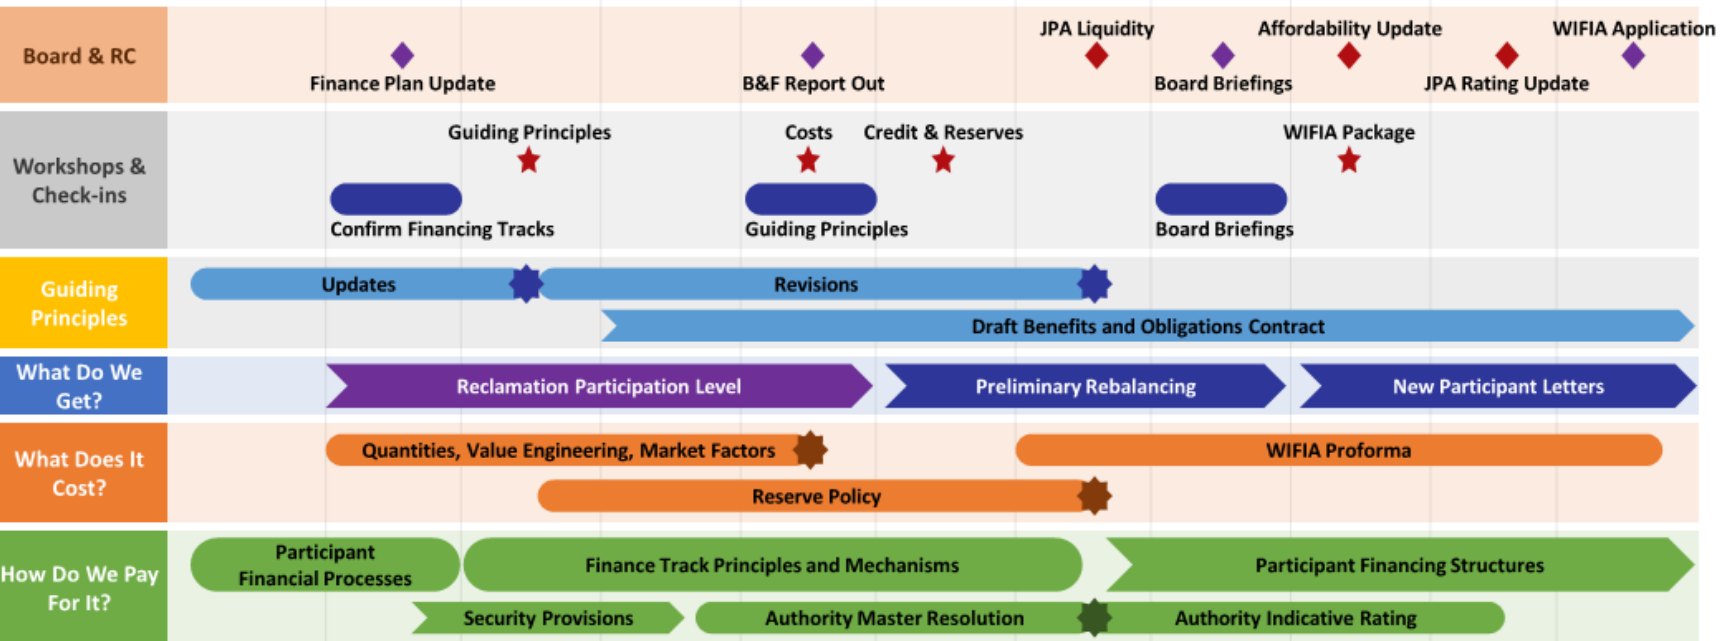 Board & RC
JPA Liquidity
Affordability Update
WIFIA Application
Finance Plan Update
B&F Report Out
Board Briefings
JPA Rating Update
Workshops &
Check-ins
Guiding Principles
Costs
Credit & Reserves
WIFIA Package
Confirm Financing Tracks
Guiding Principles
Board Briefings
Guiding
Principles
Updates
Revisions
Draft Benefits and Obligations Contract
What Do We
Get?
Reclamation Participation Level
Preliminary Rebalancing
New Participant Letters
What Does It
Cost?
Quantities, Value Engineering, Market Factors
WIFIA Proforma
Reserve Policy
How Do We Pay
For It?
Participant
Financial Processes
Finance Track Principles and Mechanisms
Participant Financing Structures
Security Provisions
Authority Master Resolution
Authority Indicative Rating